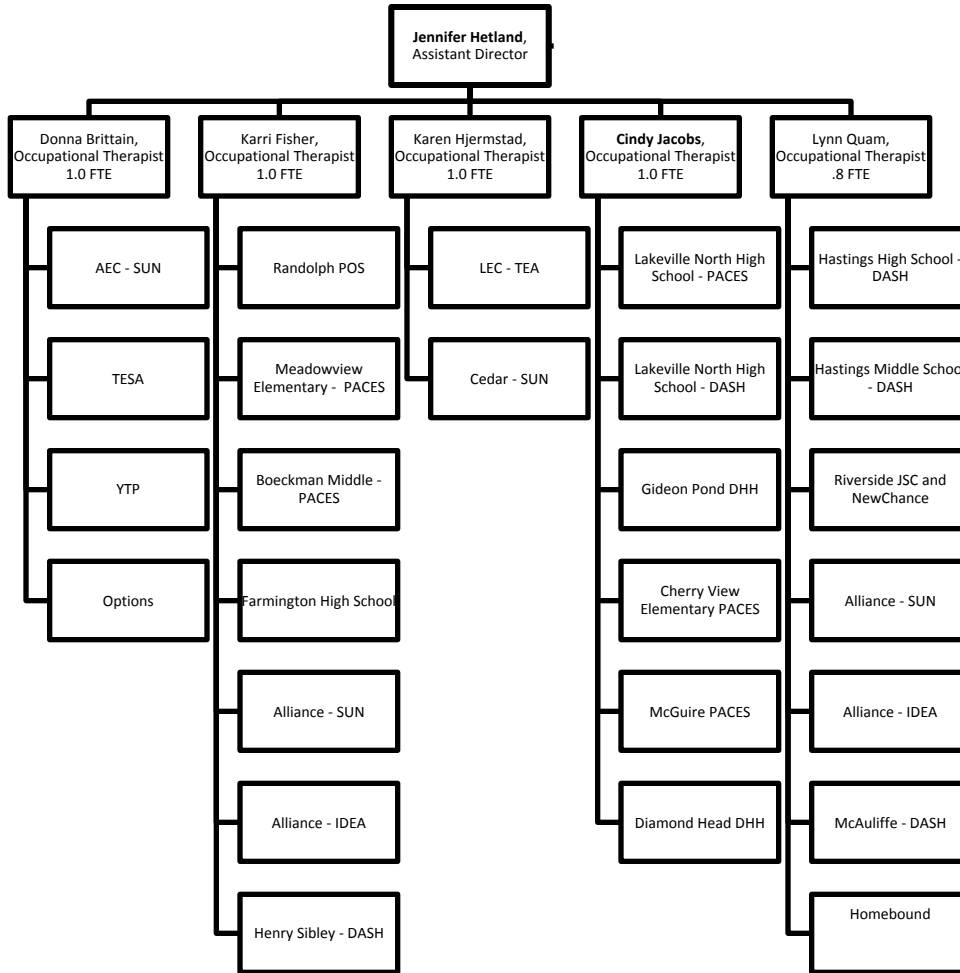 Jennifer Hetland,
Assistant Director
Donna Brittain,
Occupational Therapist
1.0 FTE
AEC - SUN
TESA
YTP
Options
Karri Fisher,
Occupational Therapist
1.0 FTE
Randolph POS
Meadowview
Elementary - PACES
Boeckman Middle -
PACES
Farmington High School
Alliance - SUN
Alliance - IDEA
Henry Sibley - DASH
Karen Hjermstad,
Occupational Therapist
1.0 FTE
LEC - TEA
Cedar - SUN
Cindy Jacobs,
Occupational Therapist
1.0 FTE
Lakeville North High
School - PACES
Lakeville North High
School - DASH
Gideon Pond DHH
Cherry View
Elementary PACES
McGuire PACES
Diamond Head DHH
Lynn Quam,
Occupational Therapist
.8 FTE
Hastings High School -
DASH
Hastings Middle School
- DASH
Riverside JSC and
NewChance
Alliance - SUN
Alliance - IDEA
McAuliffe - DASH
Homebound